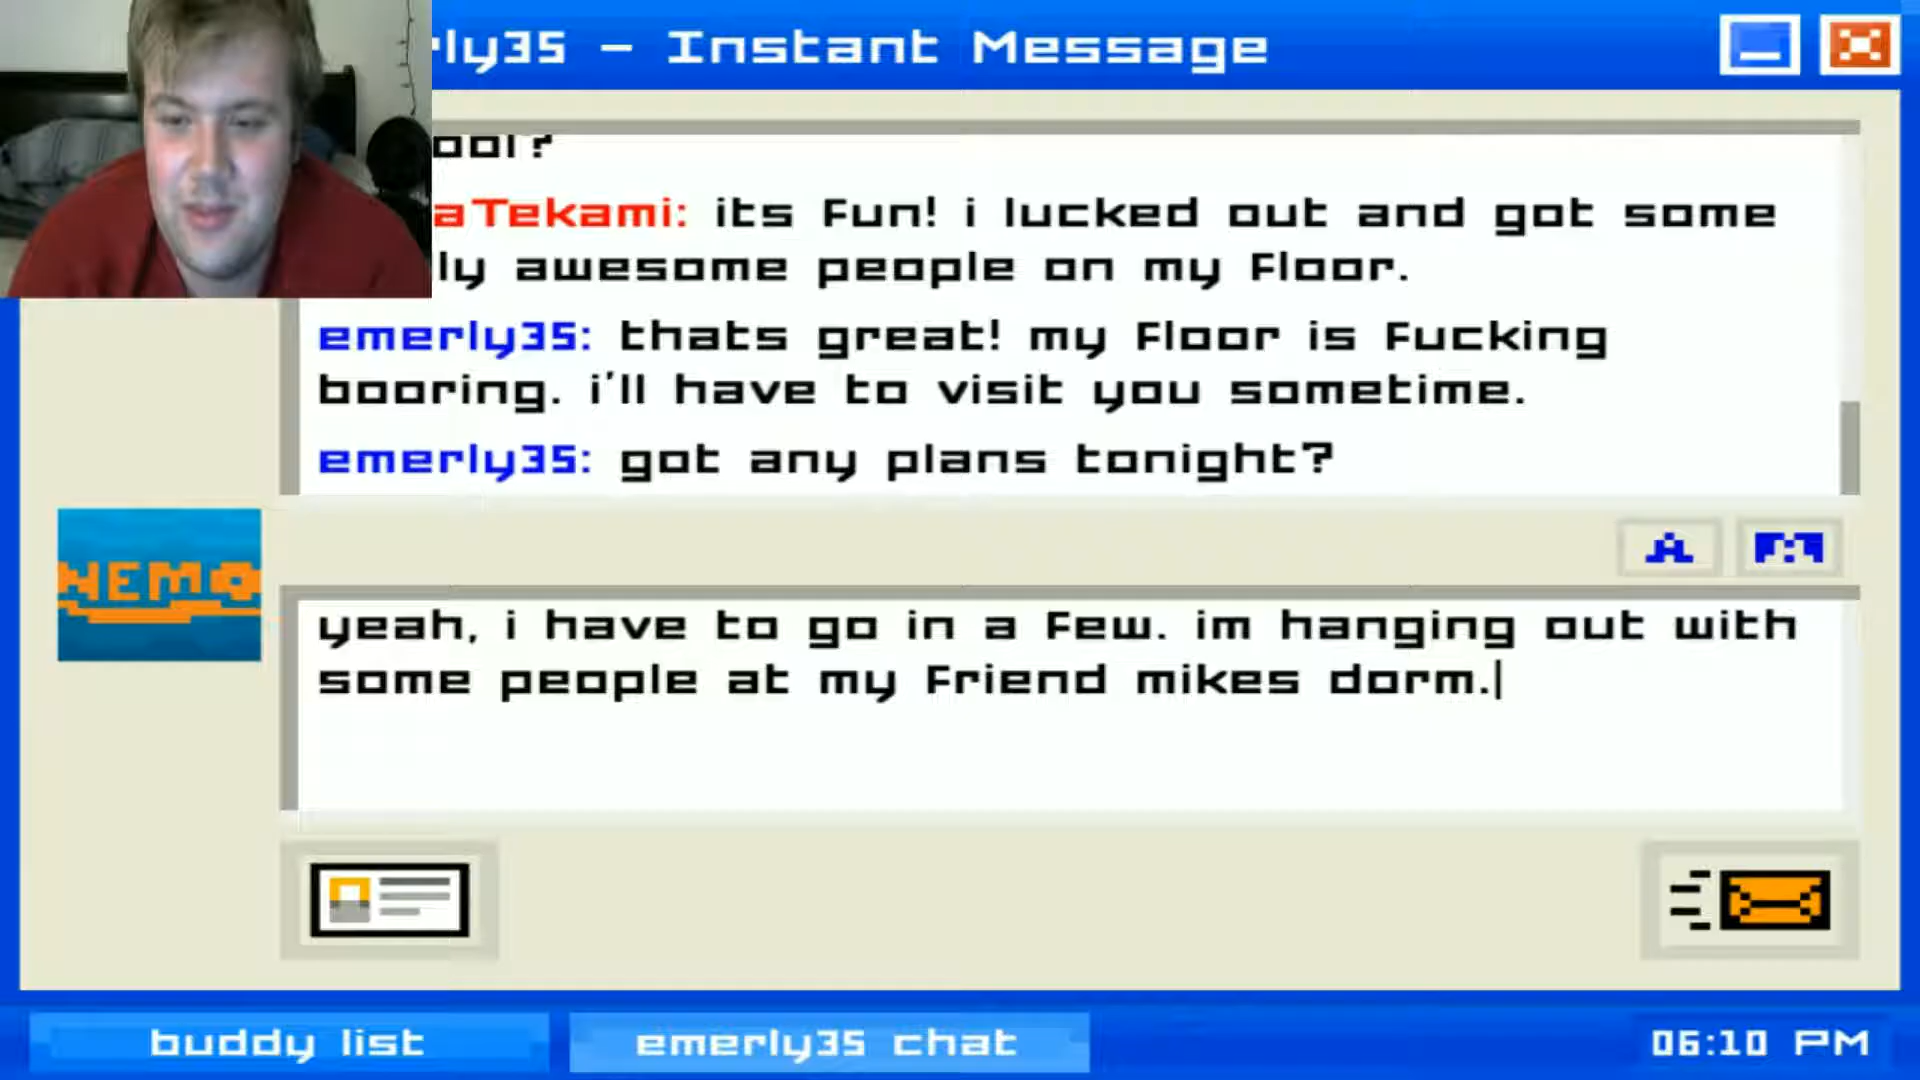 rly35 - Instant Message
ool?
aTekami: its fun! i lucked out and got some
ly awesome people on my floor.
emerly35: thats great! my floor is fucking
booring. i'll have to visit you sometime.
emerly35: got any plans tonight?
A
NEMO
yeah, i have to go in a few. im hanging out with
some people at my friend mikes dorm.
buddy list
emerly35 chat
06:10 PM